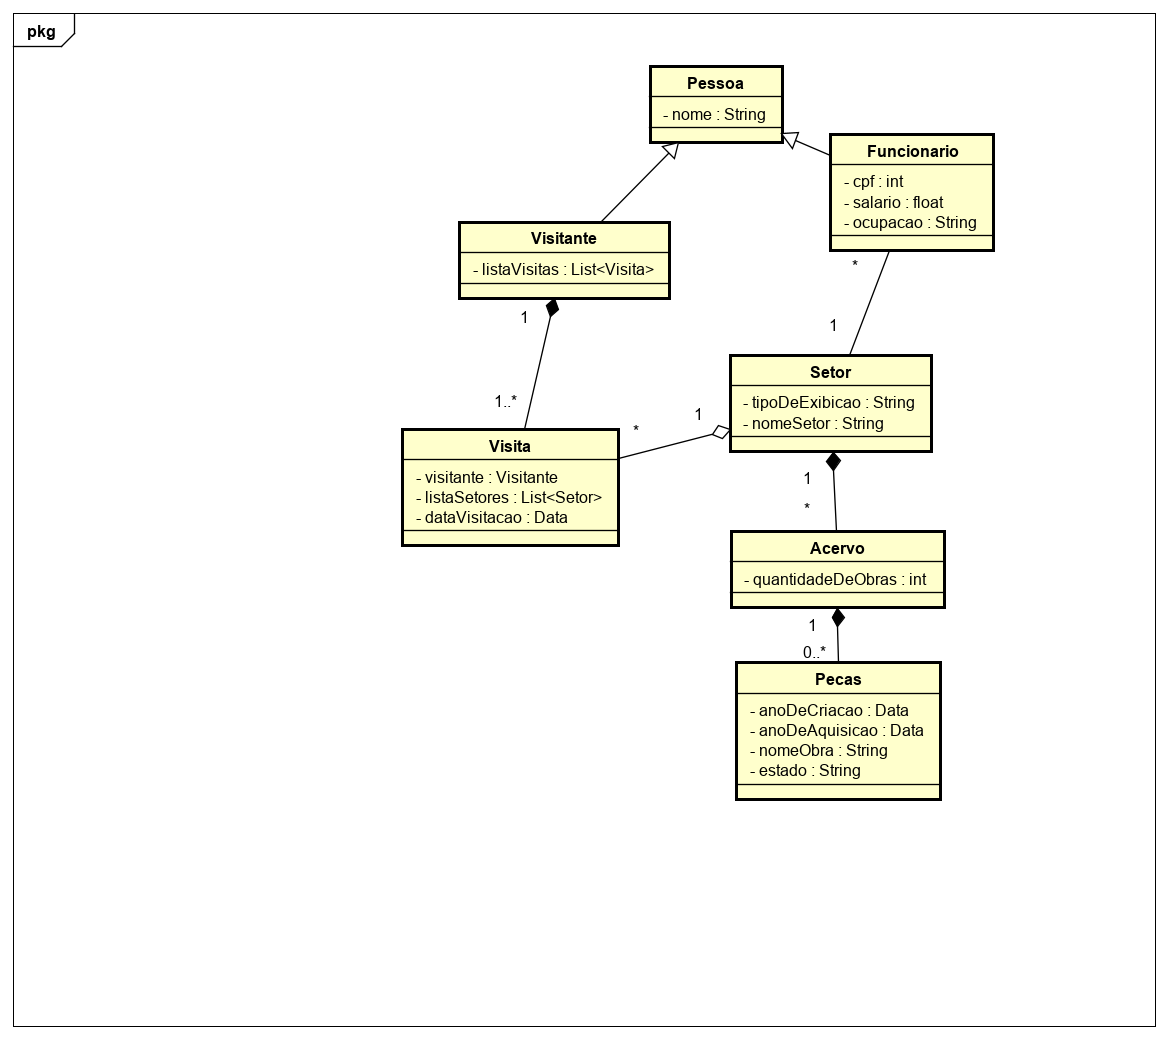 pkg
Pessoa
- nome : String
Funcionario
- cpf : int
- salario : float
- ocupacao : String
Visitante
- listaVisitas : List<Visita>
*
1
1
1..*
Setor
- tipoDeExibicao : String
- nomeSetor : String
1
*
Visita
- visitante : Visitante
- listaSetores : List<Setor>
- dataVisitacao : Data
1
*
Acervo
- quantidadeDeObras : int
1
0..*
Pecas
- anoDeCriacao : Data
- anoDeAquisicao : Data
- nomeObra : String
- estado : String